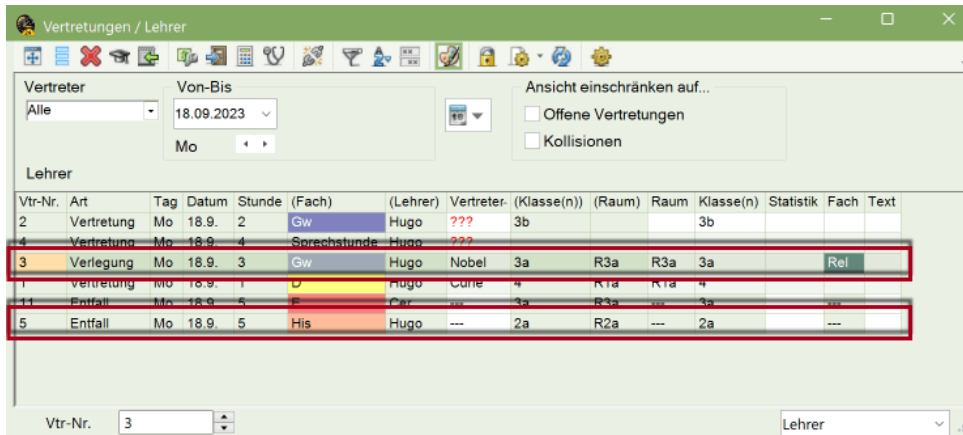 Vertretungen / Lehrer
Vertreter
Von-Bis
Ansicht einschränken auf...
Alle
18.09.2023
Offene Vertretungen
Mo
Kollisionen
Lehrer
Vtr-Nr. Art Tag Datum Stunde (Fach) (Lehrer) Vertreter- (Klasse(n)) (Raum) Raum Klasse(n) Statistik Fach Text
2 Vertretung Mo 18.9. 2 Gw Hugo ??? 3b 3b
4 Vertretung Mo 18.9. 4 Sprechstunde Hugo ???
3 Verlegung Mo 18.9. 3 Gw Hugo Nobel 3a R3a R3a 3a Rel
1 Vertretung Mo 18.9. 1 D Hugo Curie 4 R1a R1a 4
11 Entfall Mo 18.9. 5 E Cer --- 3a R3a --- 3a ---
5 Entfall Mo 18.9. 5 His Hugo --- 2a R2a --- 2a ---
Vtr-Nr. 3
Lehrer